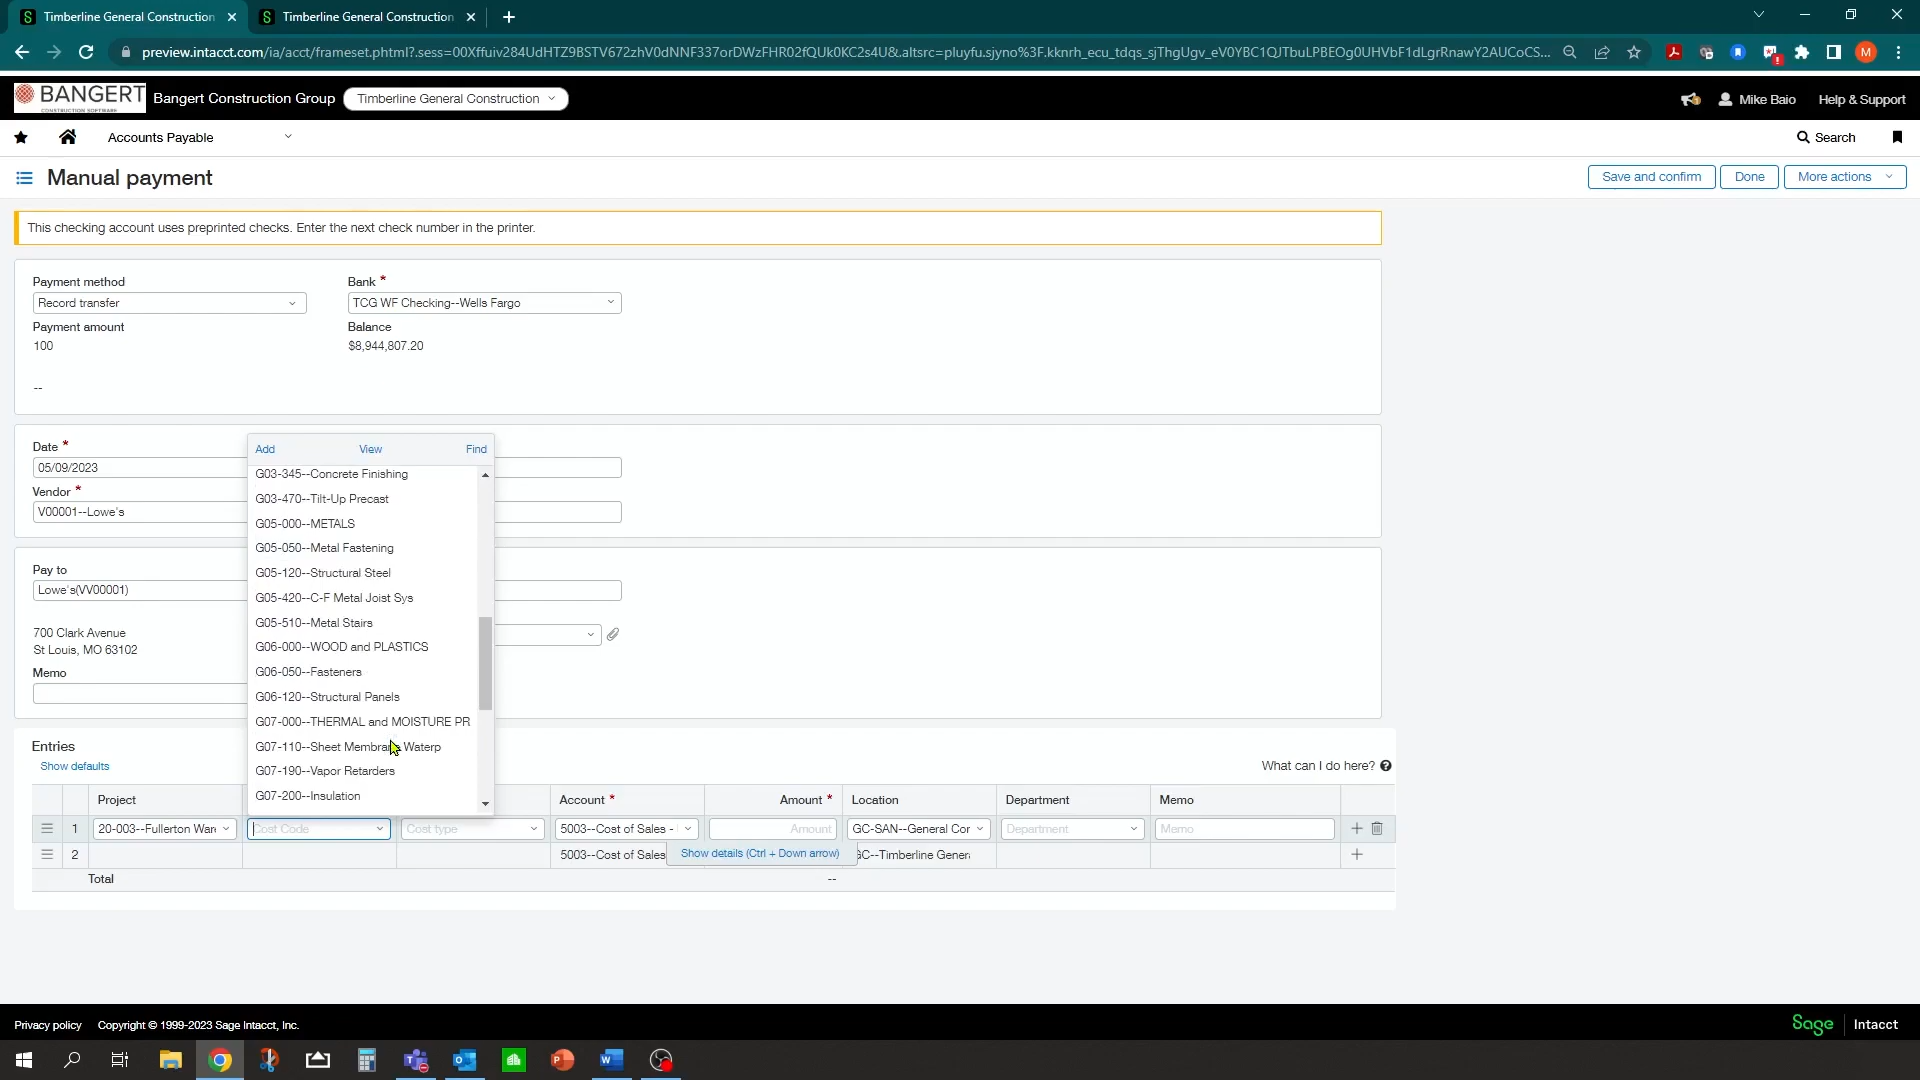 Timberline General Construction
Timberline General Construction
preview.intacct.com/ia/acct/frameset.phtml?.sess=
BANGERT
CONSTRUCTION SOFTWARE
Bangert Construction Group
Timberline General Construction
Mike Baio
Help & Support
Accounts Payable
Search
Manual payment
Save and confirm
Done
More actions
This checking account uses preprinted checks. Enter the next check number in the printer.
Payment method
Bank *
Record transfer
TCG WF Checking--Wells Fargo
Payment amount
Balance
100
$8,944,807.20
--
Date *
05/09/2023
Vendor *
V00001--Lowe's
Pay to
Lowe's(VV00001)
700 Clark Avenue
St Louis, MO 63102
Memo
Add View Find
G03-345--Concrete Finishing
G03-470--Tilt-Up Precast
G05-000--METALS
G05-050--Metal Fastening
G05-120--Structural Steel
G05-420--C-F Metal Joist Sys
G05-510--Metal Stairs
G06-000--WOOD and PLASTICS
G06-050--Fasteners
G06-120--Structural Panels
G07-000--THERMAL and MOISTURE PR
G07-110--Sheet Membrane Waterp
G07-190--Vapor Retarders
G07-200--Insulation
Entries
Show defaults
What can I do here?
Project Account * Amount * Location Department Memo
1 20-003--Fullerton War Cost Code Cost type 5003--Cost of Sales - Amount GC-SAN--General Cor Department Memo
2 5003--Cost of Sales Show details (Ctrl + Down arrow) GC--Timberline Genera
Total --
Privacy policy Copyright © 1999-2023 Sage Intacct, Inc.
Sage Intacct